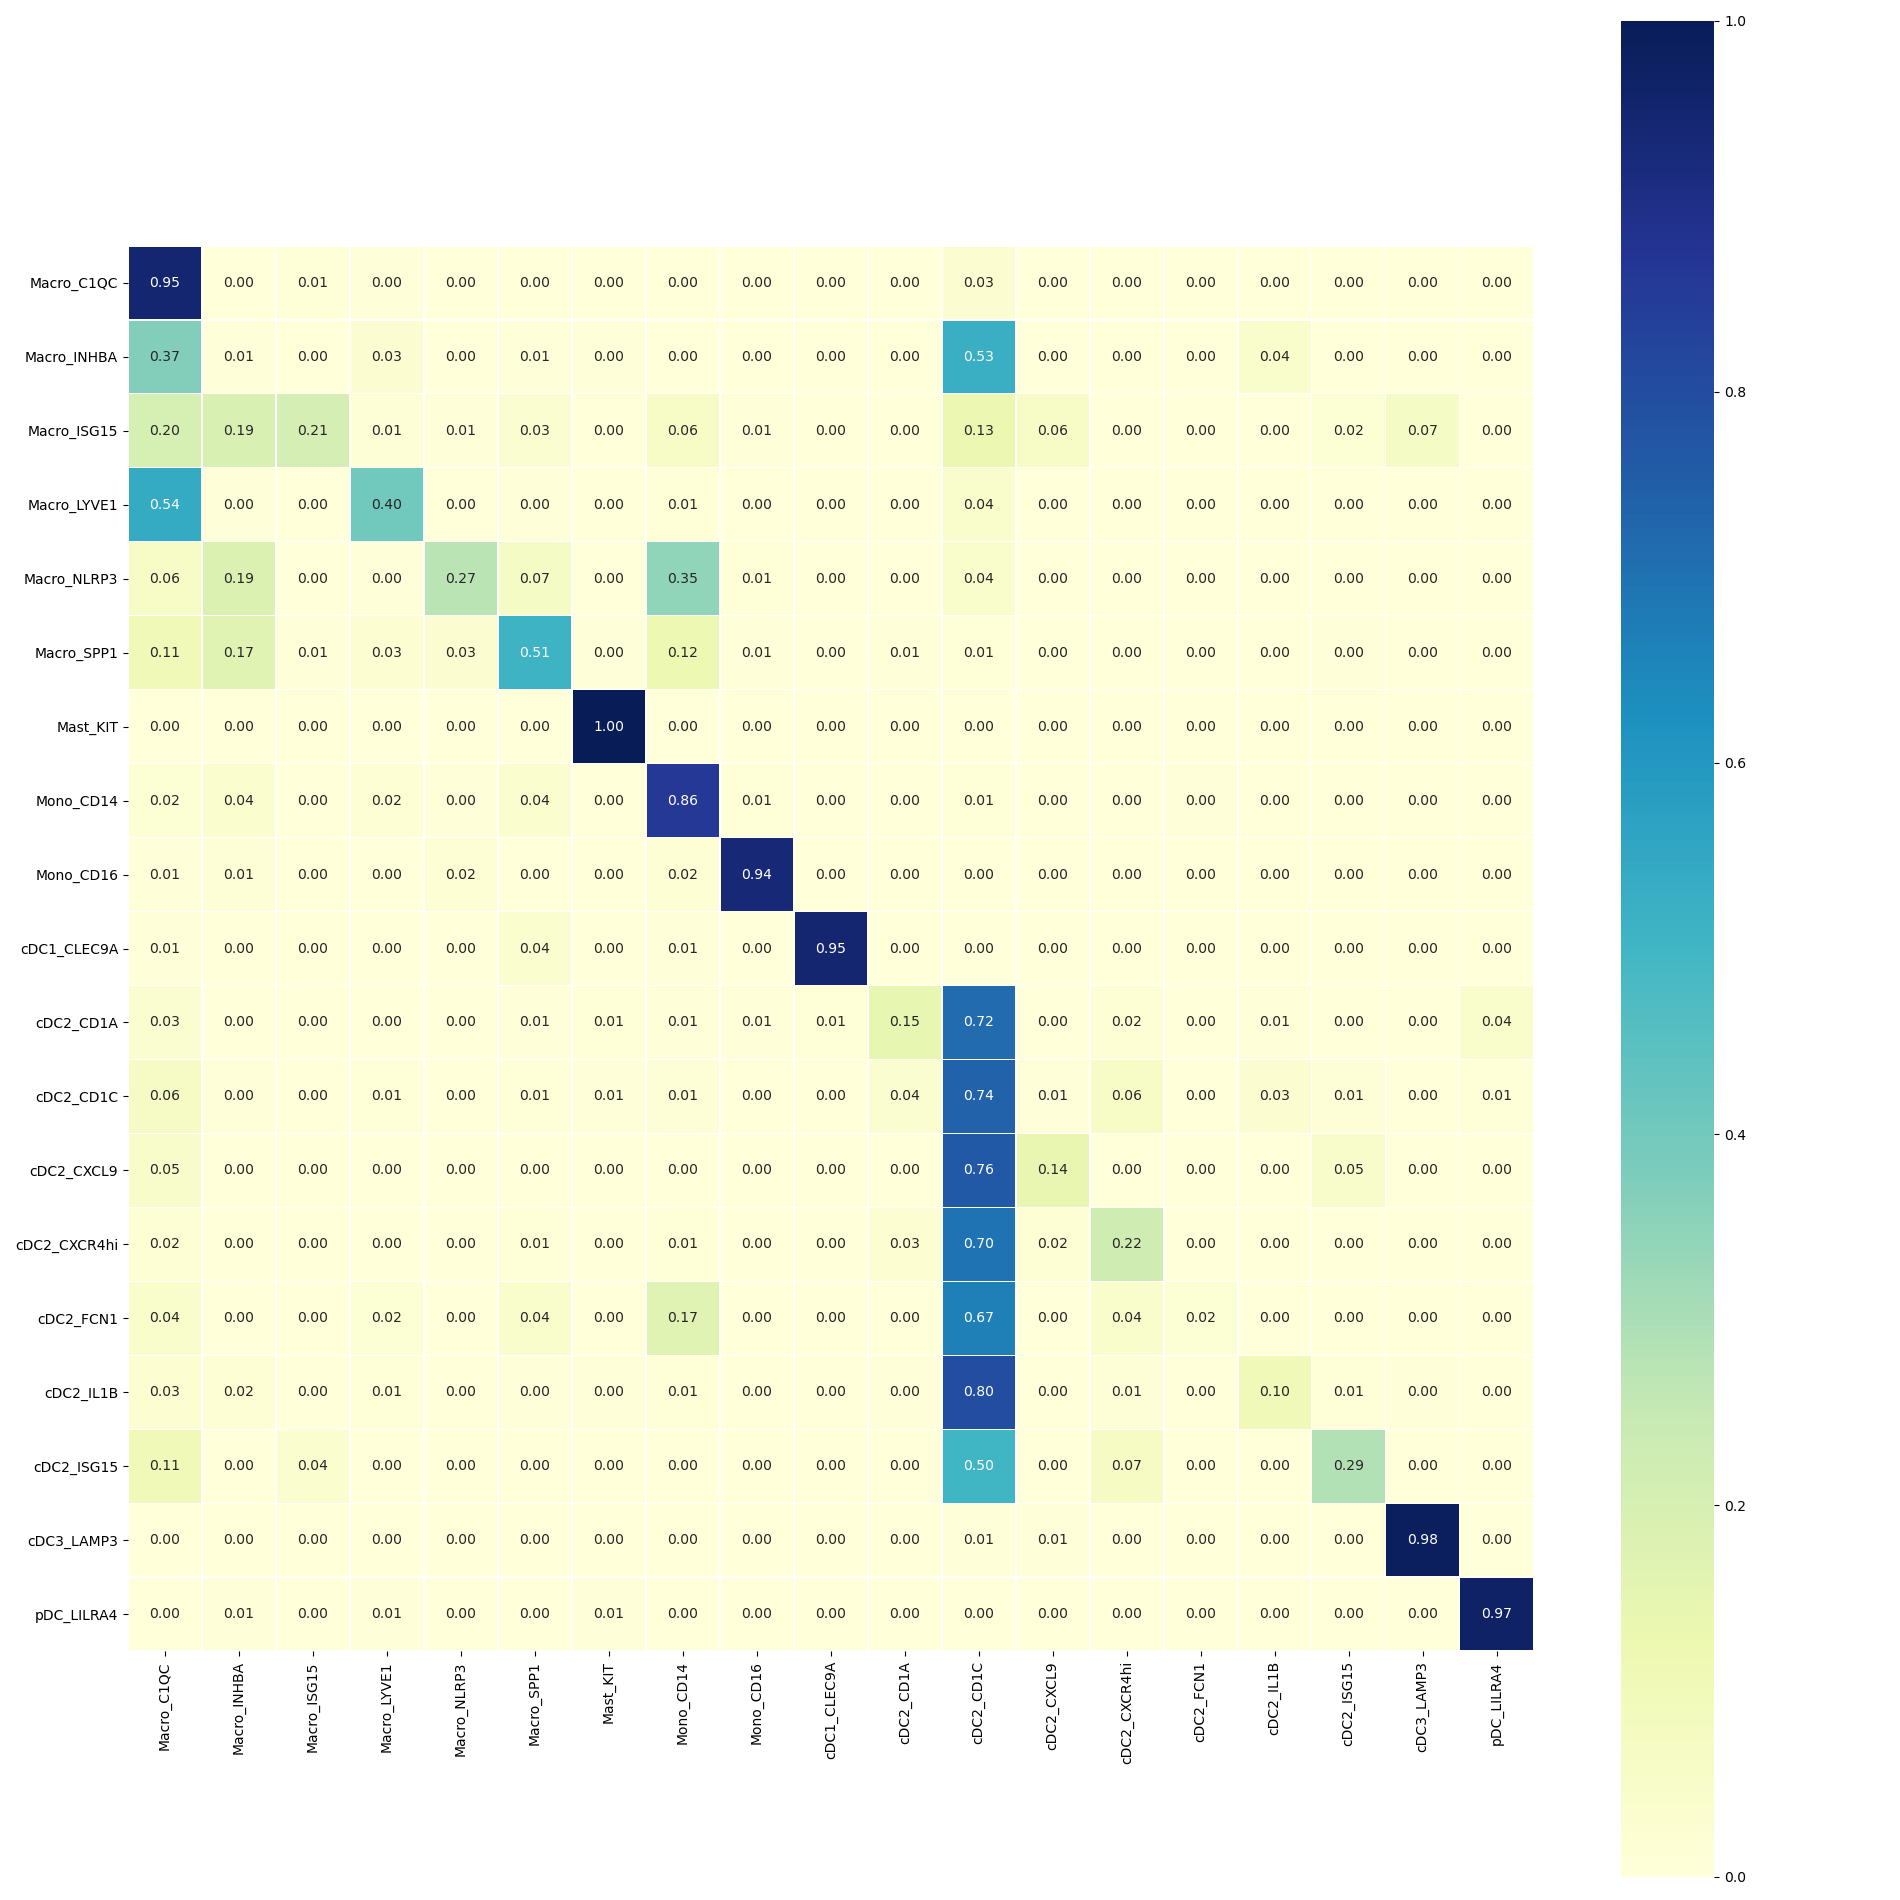 1.0
Macro_C1QC 0.95 0.00 0.01 0.00 0.00 0.00 0.00 0.00 0.00 0.00 0.00 0.03 0.00 0.00 0.00 0.00 0.00 0.00 0.00
Macro_INHBA 0.37 0.01 0.00 0.03 0.00 0.01 0.00 0.00 0.00 0.00 0.00 0.53 0.00 0.00 0.00 0.04 0.00 0.00 0.00
0.8
Macro_ISG15 0.20 0.19 0.21 0.01 0.01 0.03 0.00 0.06 0.01 0.00 0.00 0.13 0.06 0.00 0.00 0.00 0.02 0.07 0.00
Macro_LYVE1 0.54 0.00 0.00 0.40 0.00 0.00 0.00 0.01 0.00 0.00 0.00 0.04 0.00 0.00 0.00 0.00 0.00 0.00 0.00
Macro_NLRP3 0.06 0.19 0.00 0.00 0.27 0.07 0.00 0.35 0.01 0.00 0.00 0.04 0.00 0.00 0.00 0.00 0.00 0.00 0.00
Macro_SPP1 0.11 0.17 0.01 0.03 0.03 0.51 0.00 0.12 0.01 0.00 0.01 0.01 0.00 0.00 0.00 0.00 0.00 0.00 0.00
Mast_KIT 0.00 0.00 0.00 0.00 0.00 0.00 1.00 0.00 0.00 0.00 0.00 0.00 0.00 0.00 0.00 0.00 0.00 0.00 0.00
0.6
Mono_CD14 0.02 0.04 0.00 0.02 0.00 0.04 0.00 0.86 0.01 0.00 0.00 0.01 0.00 0.00 0.00 0.00 0.00 0.00 0.00
Mono_CD16 0.01 0.01 0.00 0.00 0.02 0.00 0.00 0.02 0.94 0.00 0.00 0.00 0.00 0.00 0.00 0.00 0.00 0.00 0.00
cDC1_CLEC9A 0.01 0.00 0.00 0.00 0.00 0.04 0.00 0.01 0.00 0.95 0.00 0.00 0.00 0.00 0.00 0.00 0.00 0.00 0.00
cDC2_CD1A 0.03 0.00 0.00 0.00 0.00 0.01 0.01 0.01 0.01 0.01 0.15 0.72 0.00 0.02 0.00 0.01 0.00 0.00 0.04
cDC2_CD1C 0.06 0.00 0.00 0.01 0.00 0.01 0.01 0.01 0.00 0.00 0.04 0.74 0.01 0.06 0.00 0.03 0.01 0.00 0.01
0.4
cDC2_CXCL9 0.05 0.00 0.00 0.00 0.00 0.00 0.00 0.00 0.00 0.00 0.00 0.76 0.14 0.00 0.00 0.00 0.05 0.00 0.00
cDC2_CXCR4hi 0.02 0.00 0.00 0.00 0.00 0.01 0.00 0.01 0.00 0.00 0.03 0.70 0.02 0.22 0.00 0.00 0.00 0.00 0.00
cDC2_FCN1 0.04 0.00 0.00 0.02 0.00 0.04 0.00 0.17 0.00 0.00 0.00 0.67 0.00 0.04 0.02 0.00 0.00 0.00 0.00
cDC2_IL1B 0.03 0.02 0.00 0.01 0.00 0.00 0.00 0.01 0.00 0.00 0.00 0.80 0.00 0.01 0.00 0.10 0.01 0.00 0.00
cDC2_ISG15 0.11 0.00 0.04 0.00 0.00 0.00 0.00 0.00 0.00 0.00 0.00 0.50 0.00 0.07 0.00 0.00 0.29 0.00 0.00
0.2
cDC3_LAMP3 0.00 0.00 0.00 0.00 0.00 0.00 0.00 0.00 0.00 0.00 0.00 0.01 0.01 0.00 0.00 0.00 0.00 0.98 0.00
pDC_LILRA4 0.00 0.01 0.00 0.01 0.00 0.00 0.01 0.00 0.00 0.00 0.00 0.00 0.00 0.00 0.00 0.00 0.00 0.00 0.97
Macro_C1QC
Macro_INHBA
Macro_ISG15
Macro_LYVE1
Macro_NLRP3
Macro_SPP1
Mast_KIT
Mono_CD14
Mono_CD16
cDC1_CLEC9A
cDC2_CD1A
cDC2_CD1C
cDC2_CXCL9
cDC2_CXCR4hi
cDC2_FCN1
cDC2_IL1B
cDC2_ISG15
cDC3_LAMP3
pDC_LILRA4
0.0